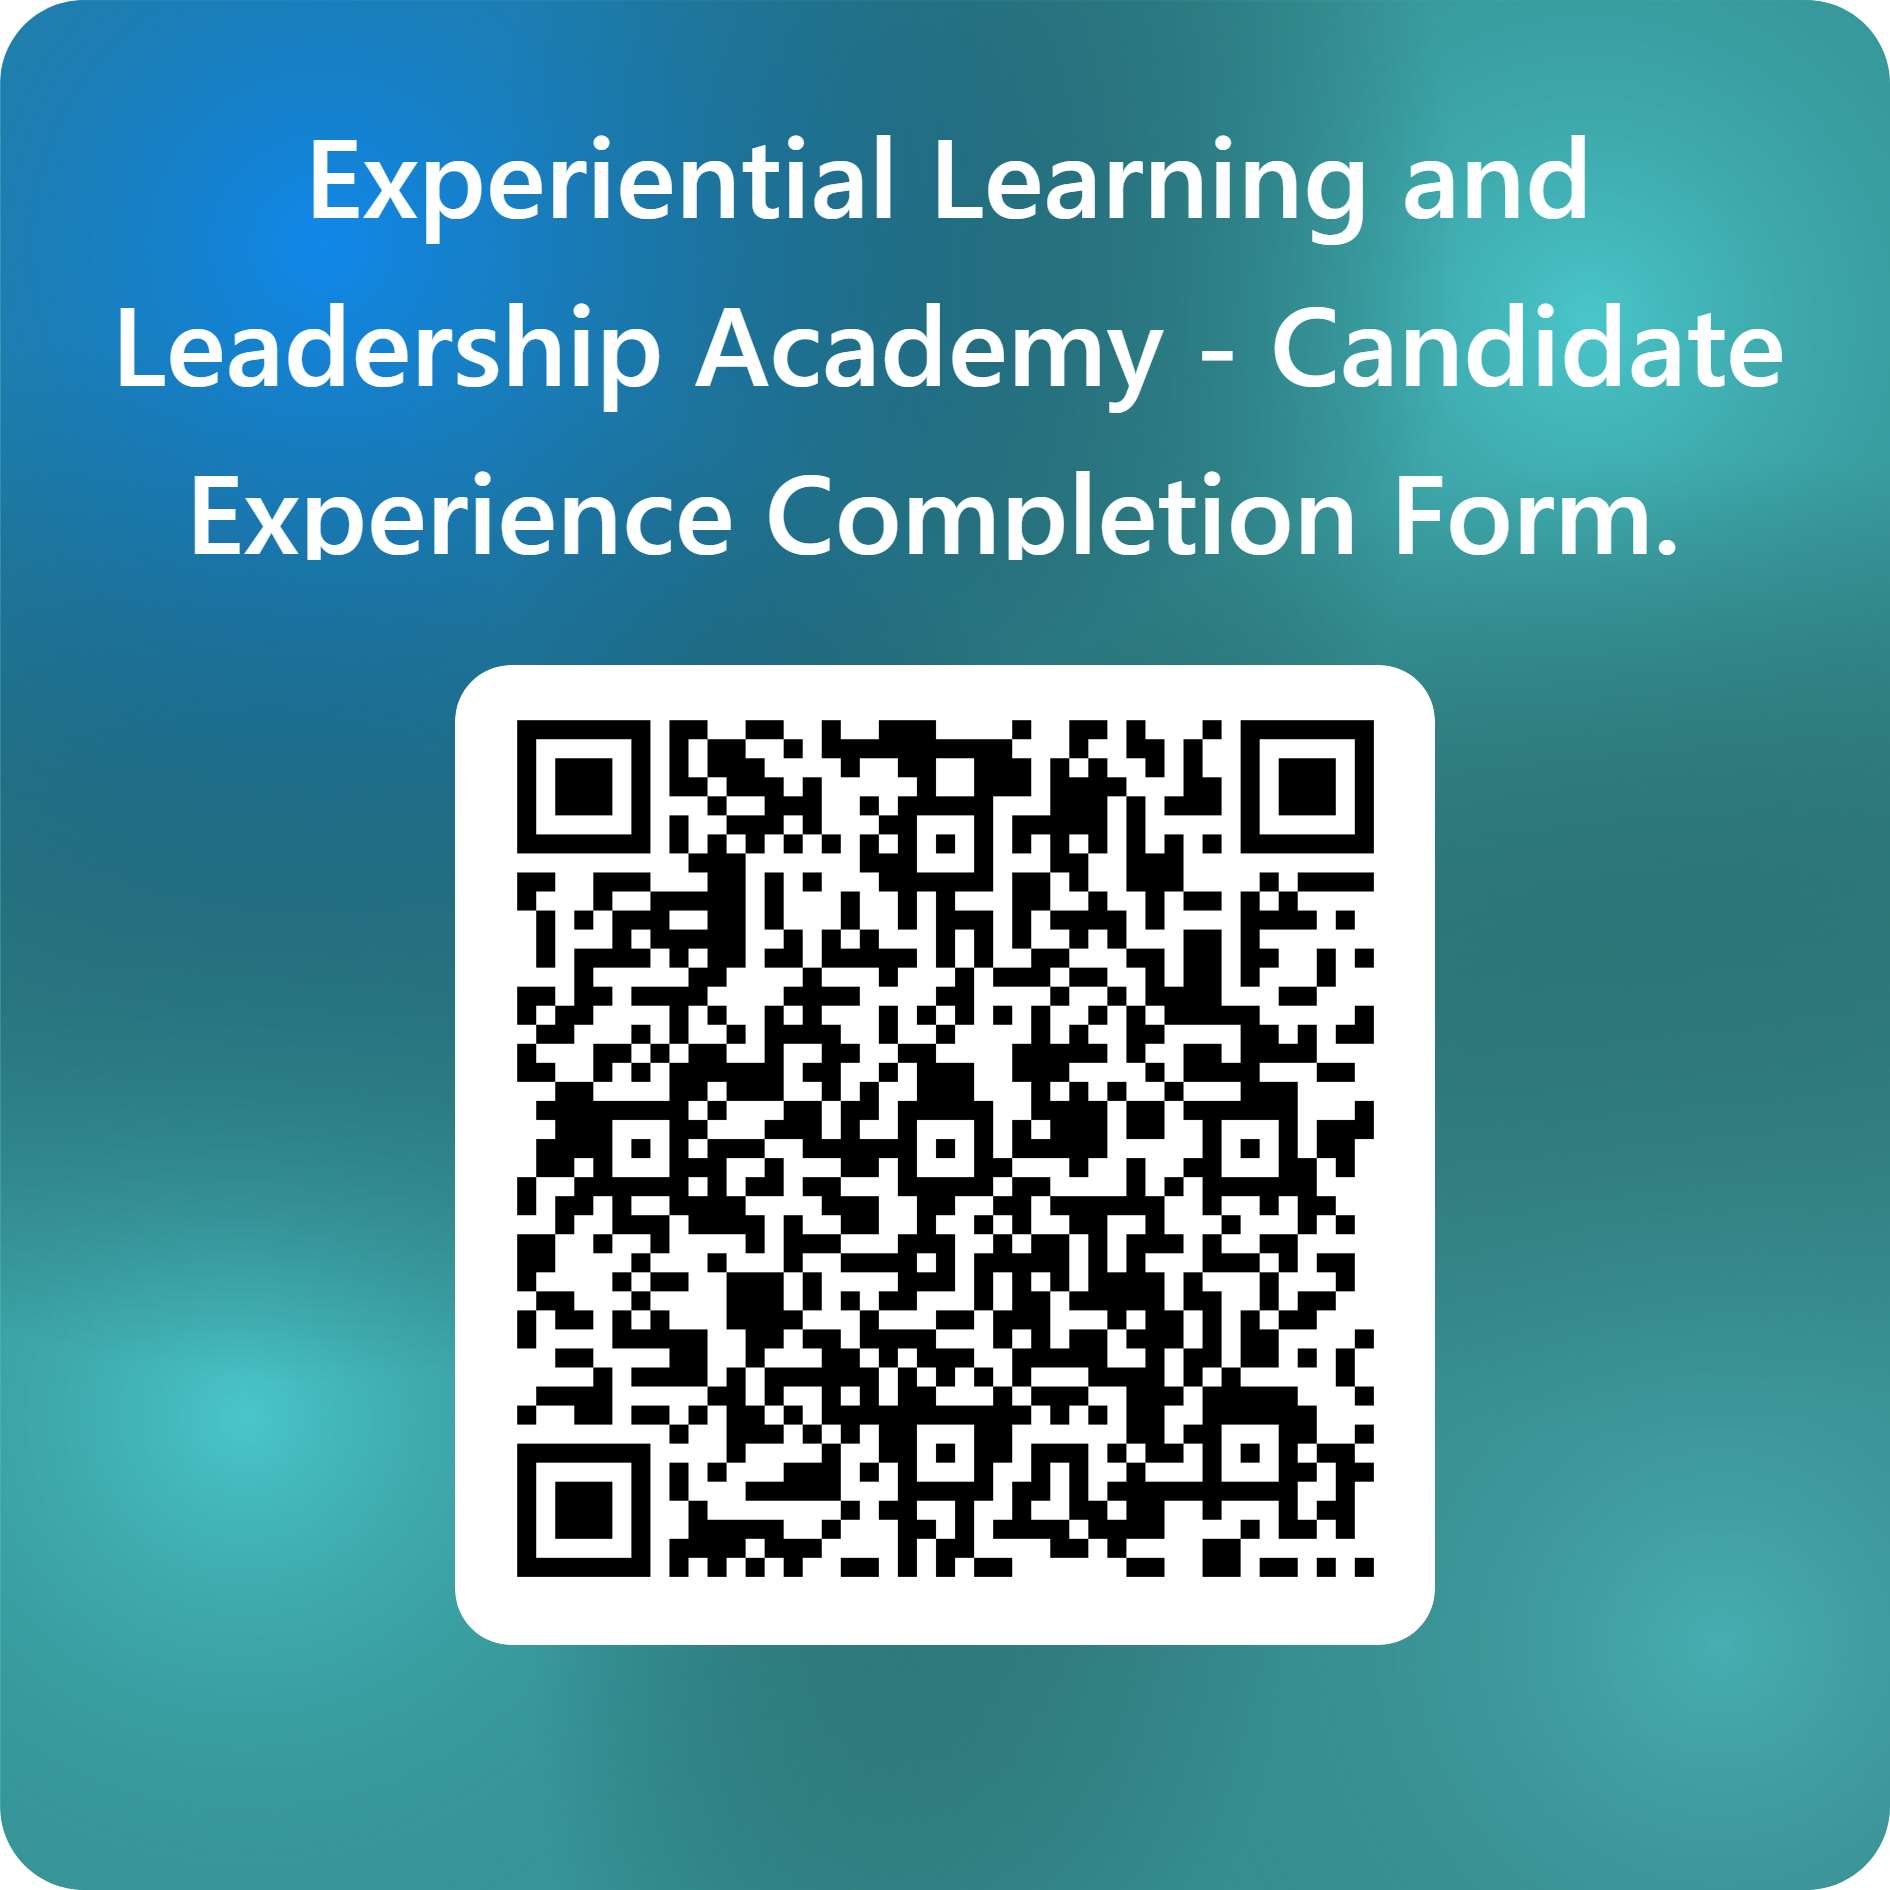 Experiential Learning and
Leadership Academy - Candidate
Experience Completion Form.